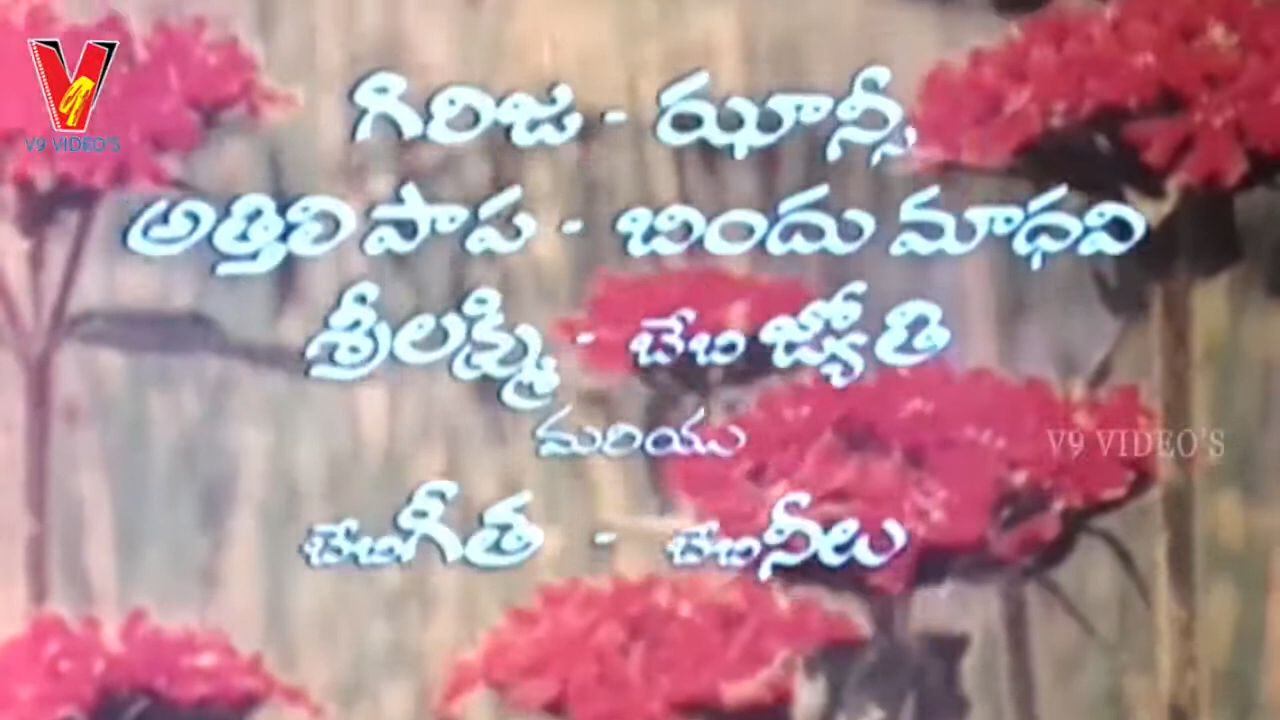 V9 VIDEO'S
గిరిజ - ఝాన్సీ
అత్తిలి పాప - బిందు మాధవి
శ్రీలక్ష్మి - బేబి జ్యోతి
మరియు
V9 VIDEO'S
బేబి గీత - బేబి నీలు